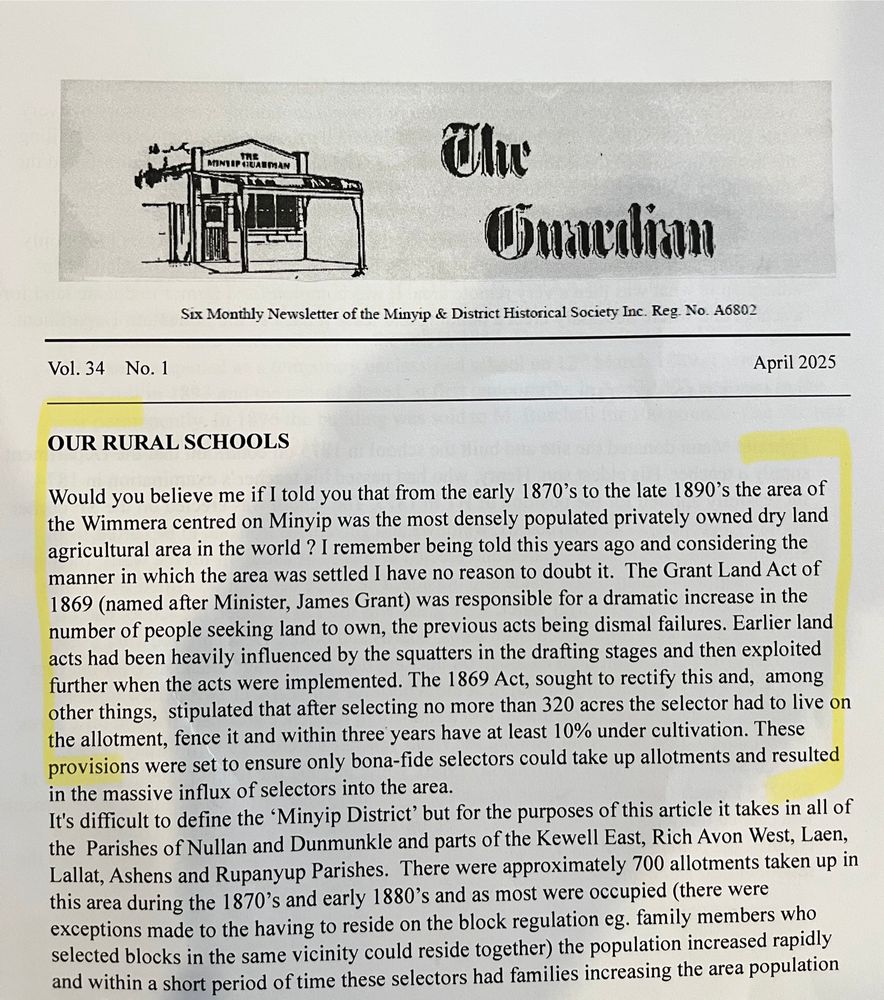 THE
MINYIP GUARDIAN
The
Guardian
Six Monthly Newsletter of the Minyip & District Historical Society Inc. Reg. No. A6802
Vol. 34 No. 1
April 2025
OUR RURAL SCHOOLS
Would you believe me if I told you that from the early 1870's to the late 1890's the area of
the Wimmera centred on Minyip was the most densely populated privately owned dry land
agricultural area in the world ? I remember being told this years ago and considering the
manner in which the area was settled I have no reason to doubt it. The Grant Land Act of
1869 (named after Minister, James Grant) was responsible for a dramatic increase in the
number of people seeking land to own, the previous acts being dismal failures. Earlier land
acts had been heavily influenced by the squatters in the drafting stages and then exploited
further when the acts were implemented. The 1869 Act, sought to rectify this and, among
other things, stipulated that after selecting no more than 320 acres the selector had to live on
the allotment, fence it and within three years have at least 10% under cultivation. These
provisions were set to ensure only bona-fide selectors could take up allotments and resulted
in the massive influx of selectors into the area.
It's difficult to define the ‘Minyip District’ but for the purposes of this article it takes in all of
the Parishes of Nullan and Dunmunkle and parts of the Kewell East, Rich Avon West, Laen,
Lallat, Ashens and Rupanyup Parishes. There were approximately 700 allotments taken up in
this area during the 1870’s and early 1880’s and as most were occupied (there were
exceptions made to the having to reside on the block regulation eg. family members who
selected blocks in the same vicinity could reside together) the population increased rapidly
and within a short period of time these selectors had families increasing the area population